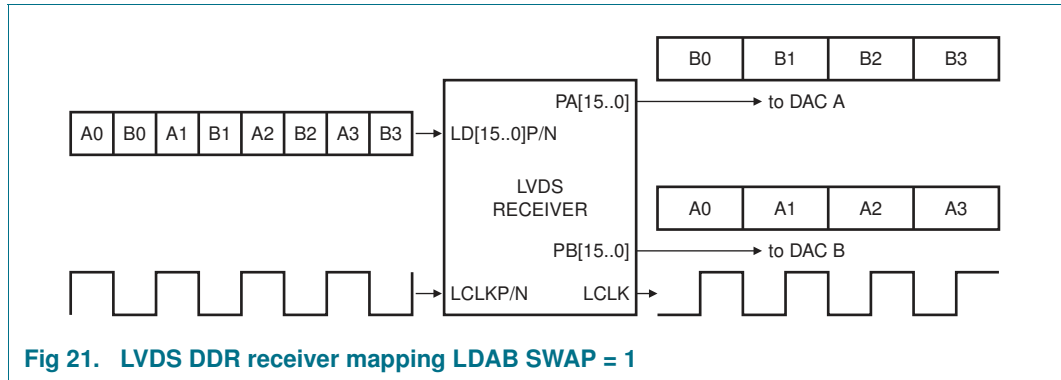 B0 B1 B2 B3
PA[15..0] to DAC A
A0 B0 A1 B1 A2 B2 A3 B3 LD[15..0]P/N
LVDS
RECEIVER
A0 A1 A2 A3
PB[15..0] to DAC B
LCLKP/N LCLK
Fig 21. LVDS DDR receiver mapping LDAB SWAP = 1